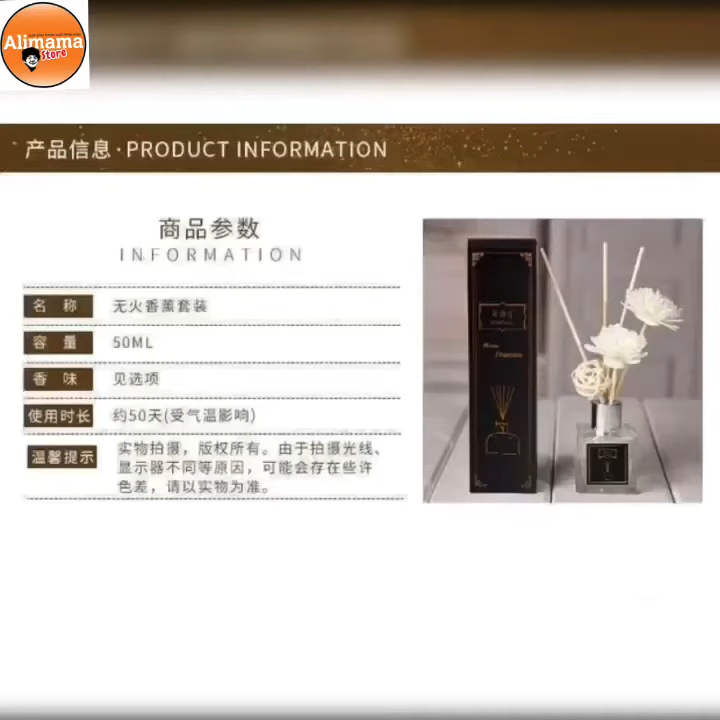 Alimama
Store
产品信息·PRODUCT INFORMATION
商品参数
INFORMATION
名 称 无火香薰套装
容 量 50ML
香 味 见选项
使用时长 约50天(受气温影响)
温馨提示 实物拍摄，版权所有。由于拍摄光线、
显示器不同等原因，可能会存在些许
色差，请以实物为准。